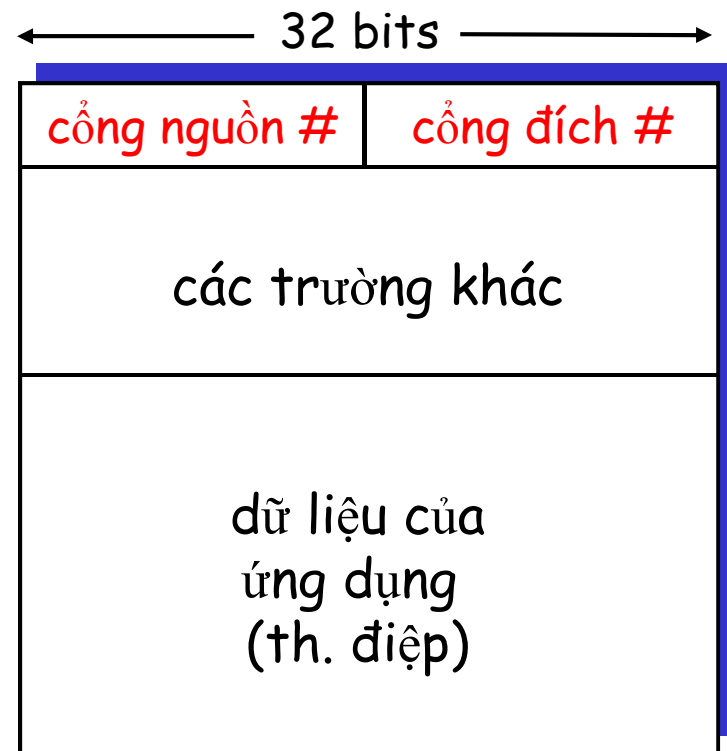 32 bits
cổng nguồn # cổng đích #
các trường khác
dữ liệu của
ứng dụng
(th. điệp)